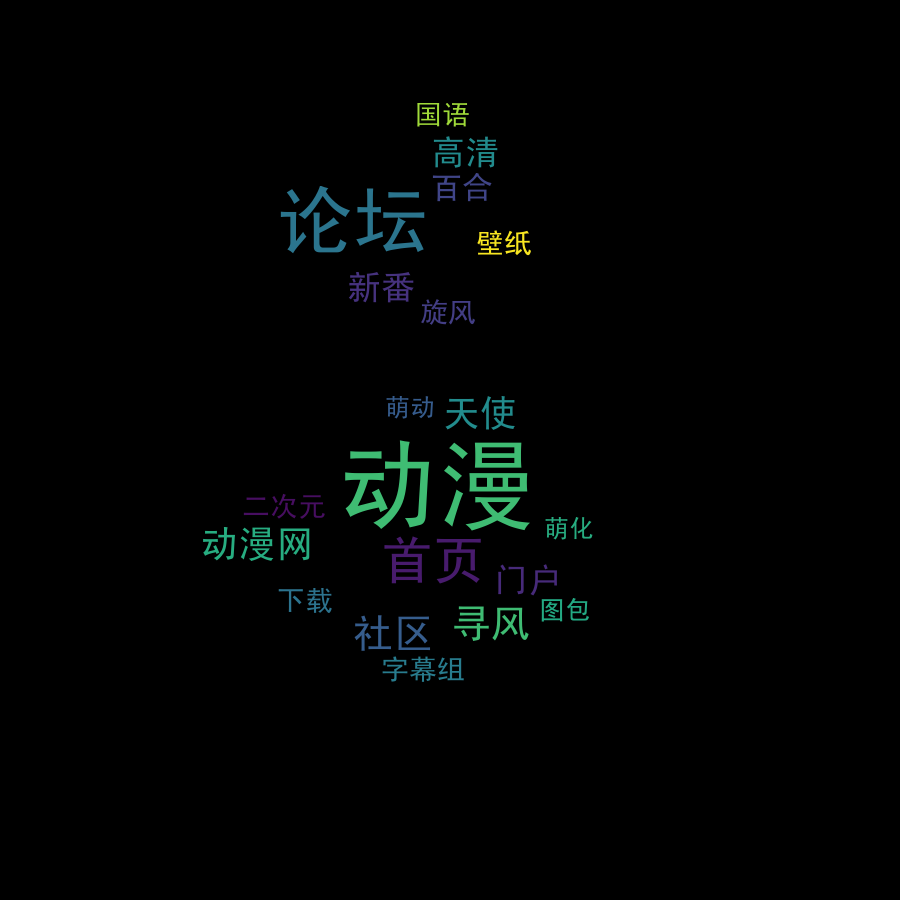 国语
高清
百合
论坛
壁纸
新番
旋风
萌动
天使
动漫
二次元
萌化
动漫网
首页
门户
下载
图包
社区
寻风
字幕组